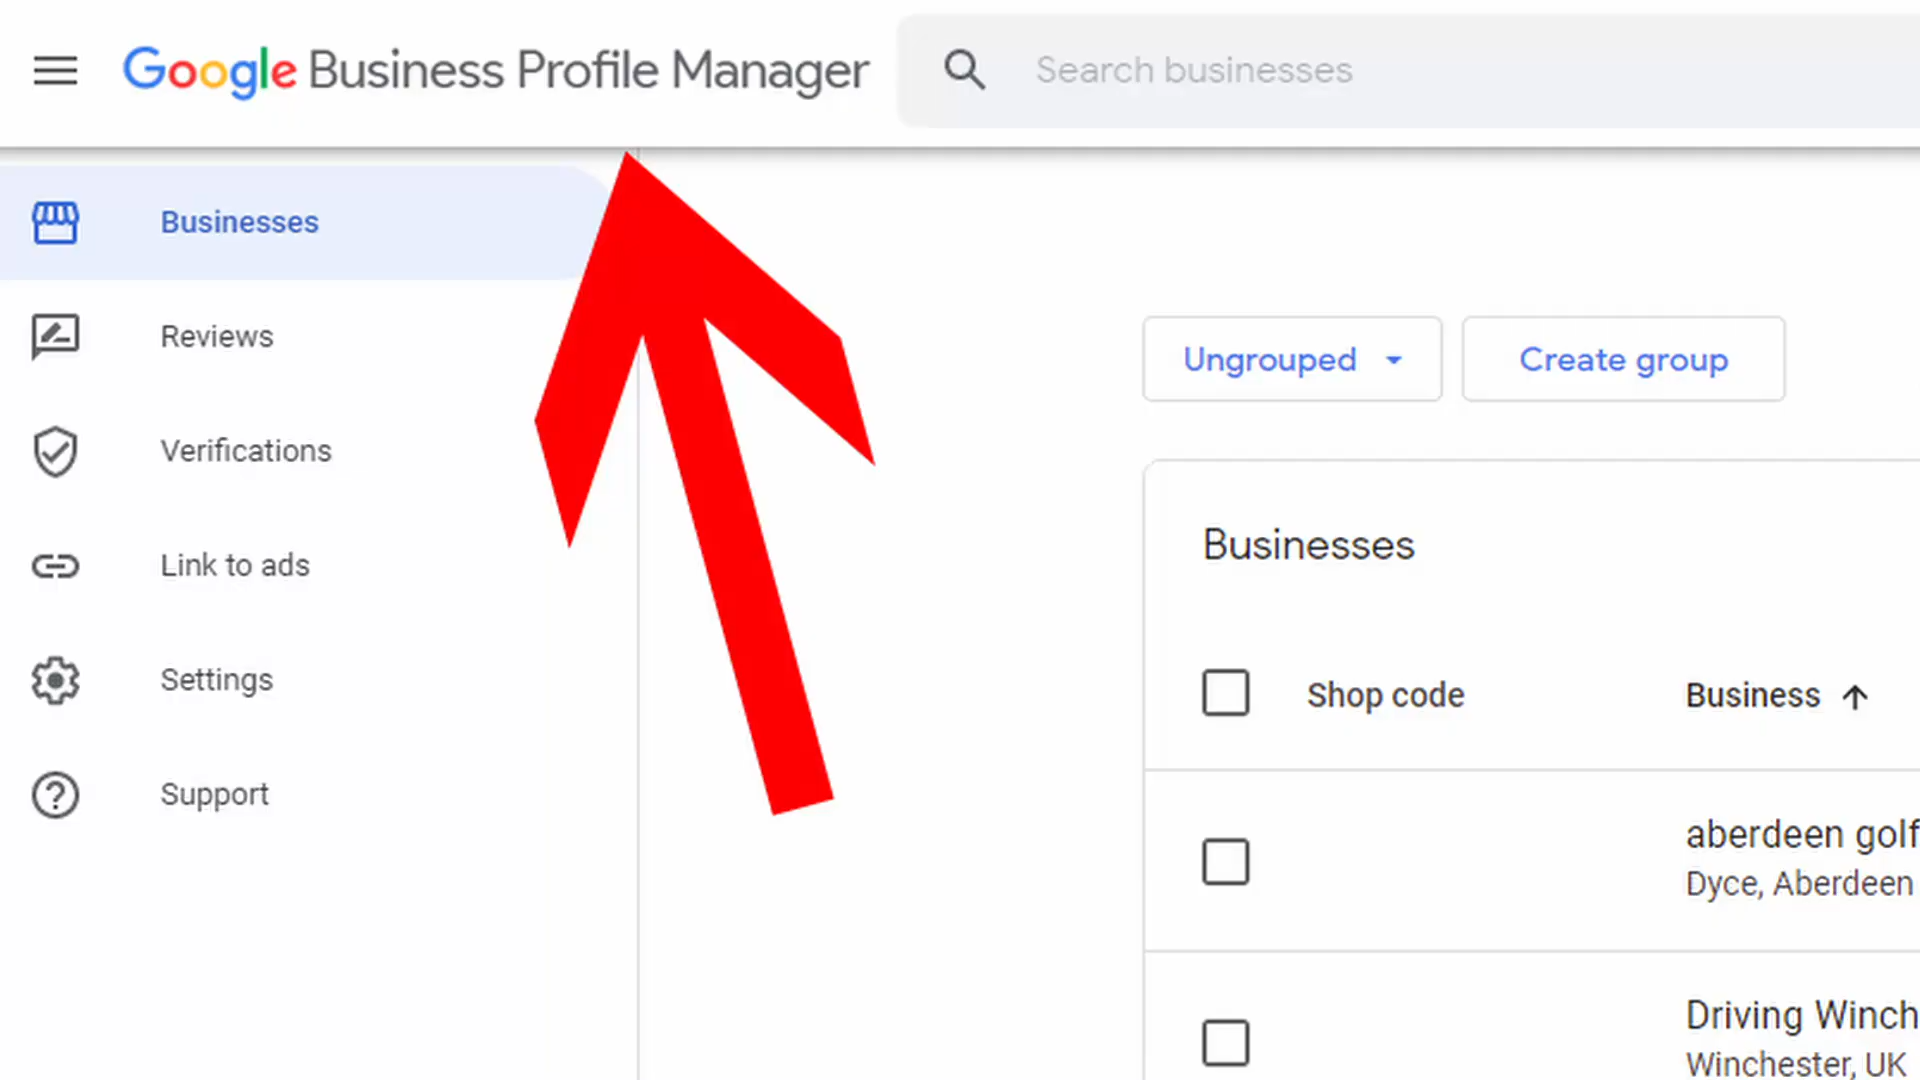 Google Business Profile Manager
Search businesses
Businesses
Reviews
Verifications
Link to ads
Settings
Support
Ungrouped
Create group
Businesses
Shop code
Business
aberdeen golf
Dyce, Aberdeen
Driving Winch
Winchester, UK